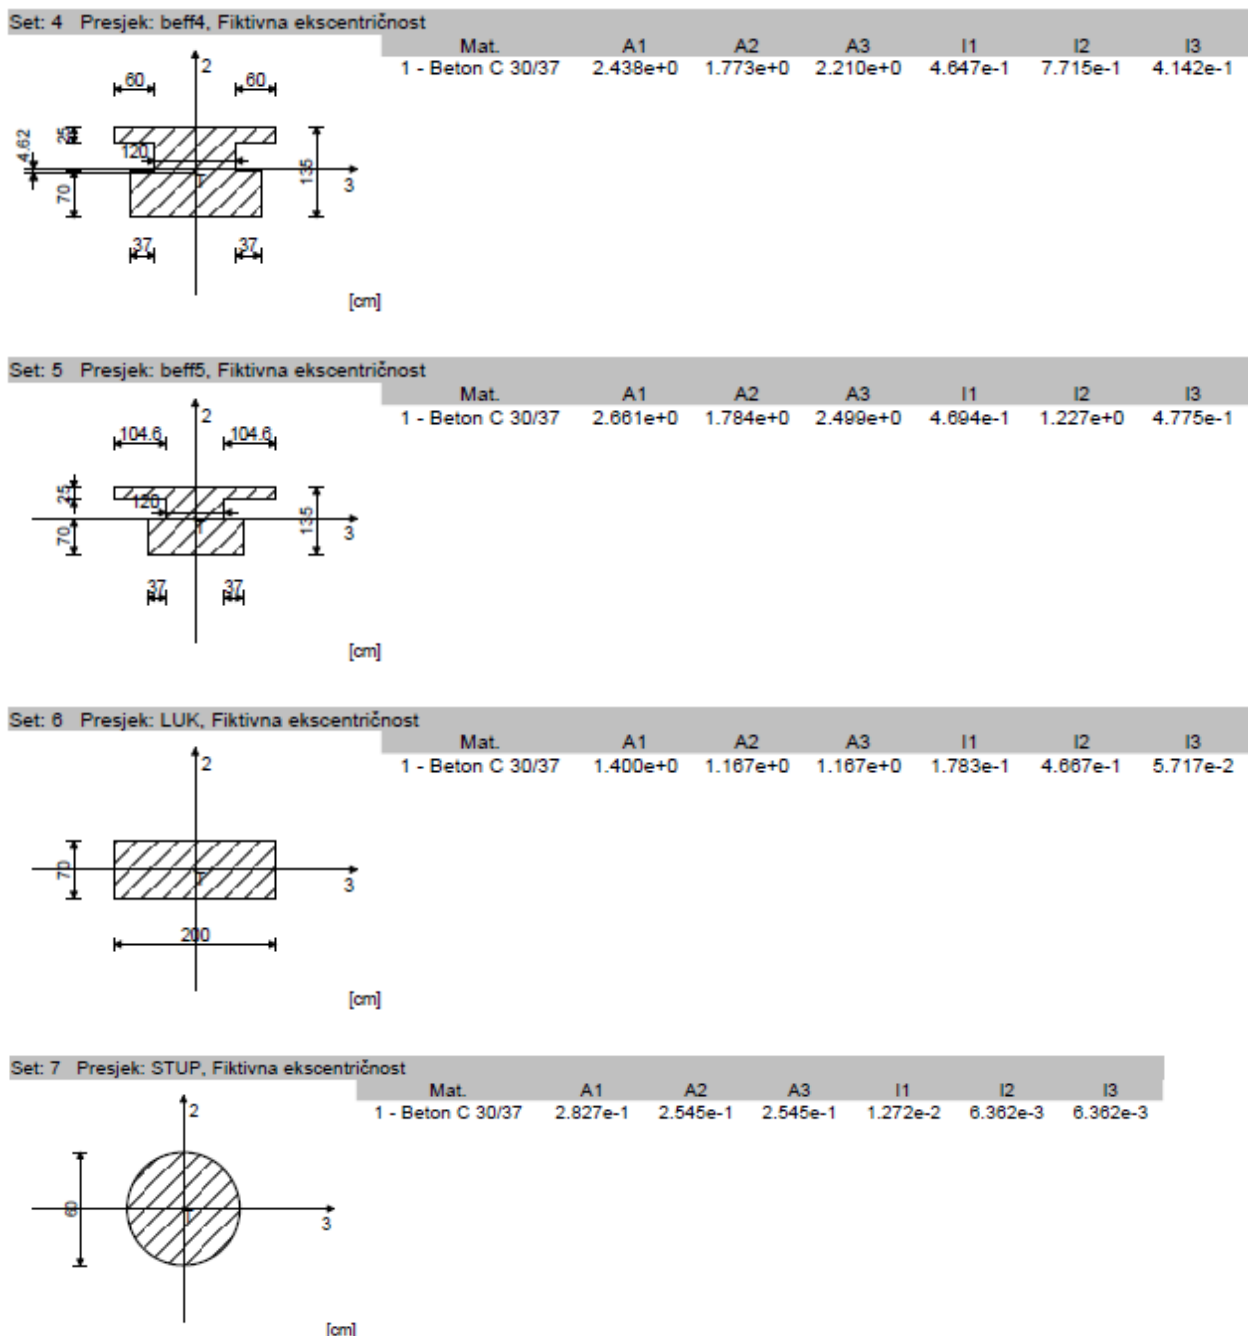 Set: 4 Presjek: beff4, Fiktivna ekscentričnost
Mat. A1 A2 A3 I1 I2 I3
1 - Beton C 30/37 2.438e+0 1.773e+0 2.210e+0 4.647e-1 7.715e-1 4.142e-1
2
60 60
25
4.62
120
135
T
3
70
37 37
[cm]
Set: 5 Presjek: beff5, Fiktivna ekscentričnost
Mat. A1 A2 A3 I1 I2 I3
1 - Beton C 30/37 2.661e+0 1.784e+0 2.499e+0 4.694e-1 1.227e+0 4.775e-1
2
104.6 104.6
25
120
135
T
3
70
37 37
[cm]
Set: 6 Presjek: LUK, Fiktivna ekscentričnost
Mat. A1 A2 A3 I1 I2 I3
1 - Beton C 30/37 1.400e+0 1.167e+0 1.167e+0 1.783e-1 4.667e-1 5.717e-2
2
70
T
3
200
[cm]
Set: 7 Presjek: STUP, Fiktivna ekscentričnost
Mat. A1 A2 A3 I1 I2 I3
1 - Beton C 30/37 2.827e-1 2.545e-1 2.545e-1 1.272e-2 6.362e-3 6.362e-3
2
60
T
3
[cm]